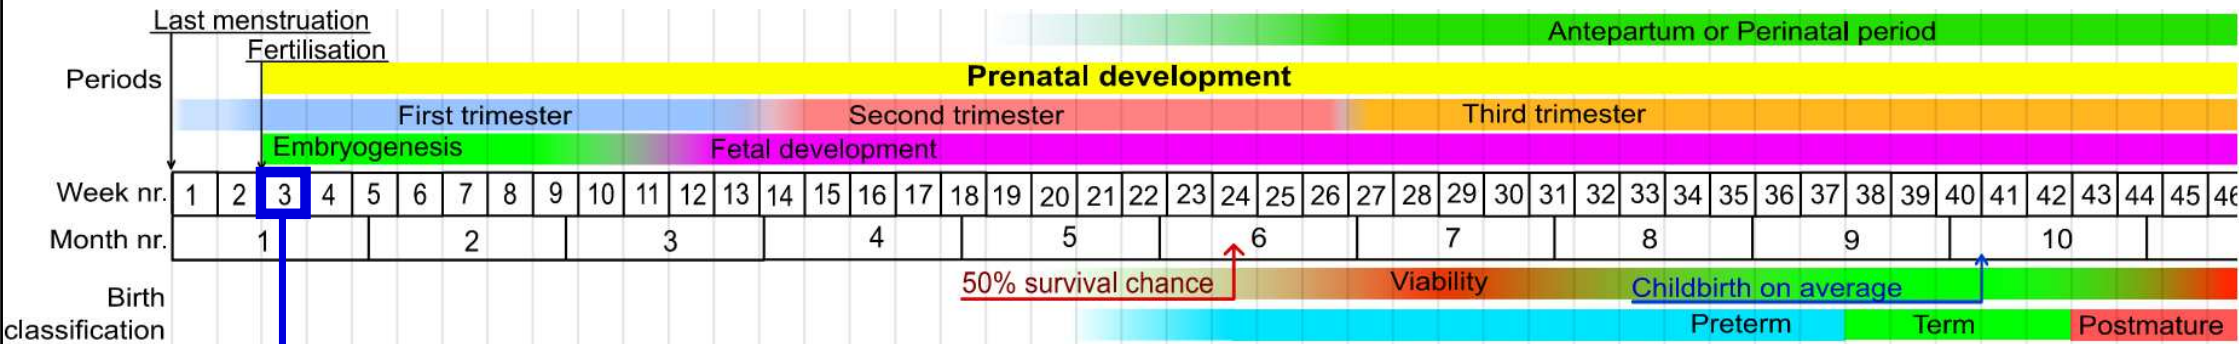 Last menstruation
Fertilisation
Antepartum or Perinatal period
Periods
Prenatal development
First trimester Second trimester Third trimester
Embryogenesis Fetal development
Week nr. 1 2 3 4 5 6 7 8 9 10 11 12 13 14 15 16 17 18 19 20 21 22 23 24 25 26 27 28 29 30 31 32 33 34 35 36 37 38 39 40 41 42 43 44 45 46
Month nr. 1 2 3 4 5 6 7 8 9 10
50% survival chance Viability Childbirth on average
Birth
classification Preterm Term Postmature